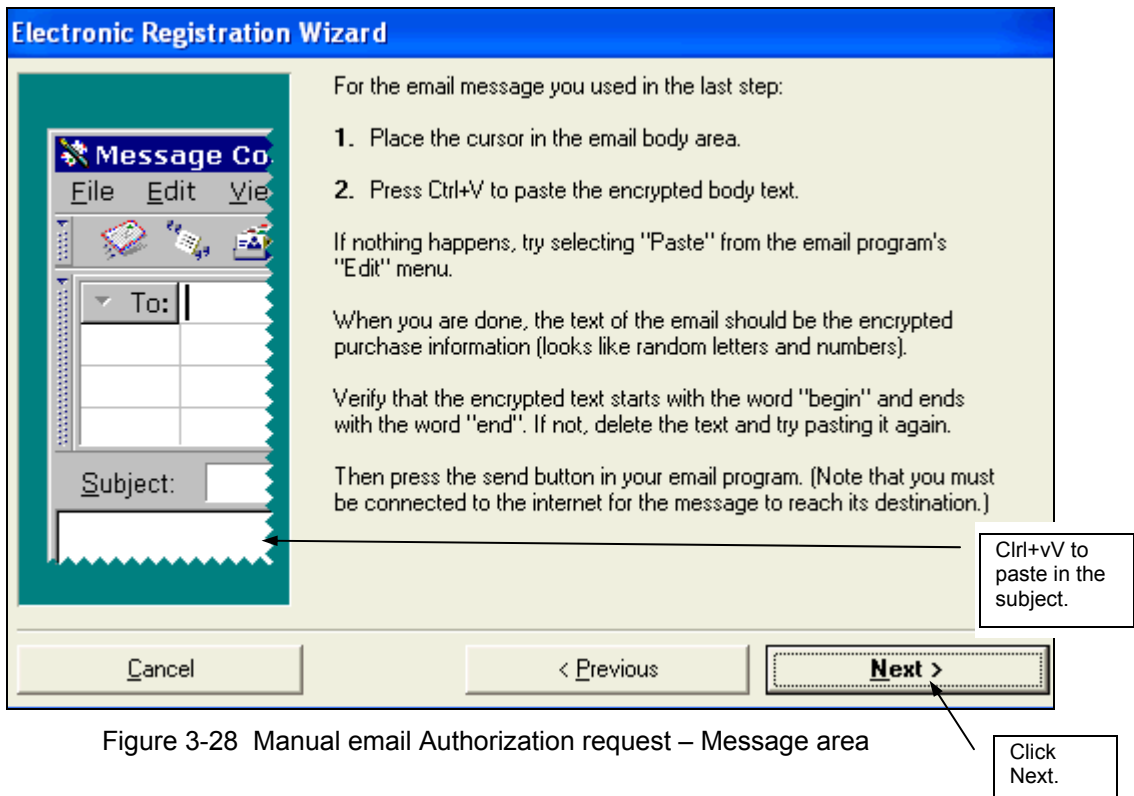 Electronic Registration Wizard
Message Co
File Edit Vie
To:
Subject:
For the email message you used in the last step:
1. Place the cursor in the email body area.
2. Press Ctrl+V to paste the encrypted body text.
If nothing happens, try selecting "Paste" from the email program's
"Edit" menu.
When you are done, the text of the email should be the encrypted
purchase information (looks like random letters and numbers).
Verify that the encrypted text starts with the word "begin" and ends
with the word "end". If not, delete the text and try pasting it again.
Then press the send button in your email program. (Note that you must
be connected to the internet for the message to reach its destination.)
Clrl+vV to
paste in the
subject.
Cancel
< Previous
Next >
Figure 3-28 Manual email Authorization request – Message area
Click
Next.